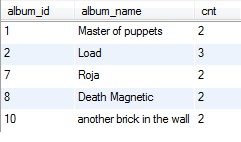 album_id album_name cnt
1 Master of puppets 2
2 Load 3
7 Roja 2
8 Death Magnetic 2
10 another brick in the wall 2